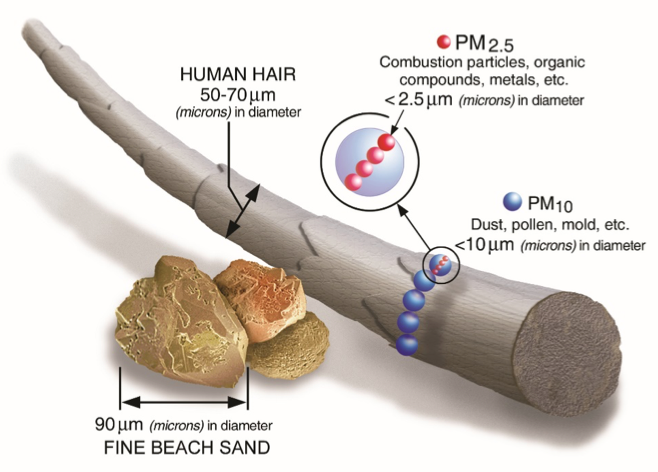 PM2.5
Combustion particles, organic
compounds, metals, etc.
<2.5µm (microns) in diameter
HUMAN HAIR
50-70µm
(microns) in diameter
PM10
Dust, pollen, mold, etc.
<10µm (microns) in diameter
90µm (microns) in diameter
FINE BEACH SAND